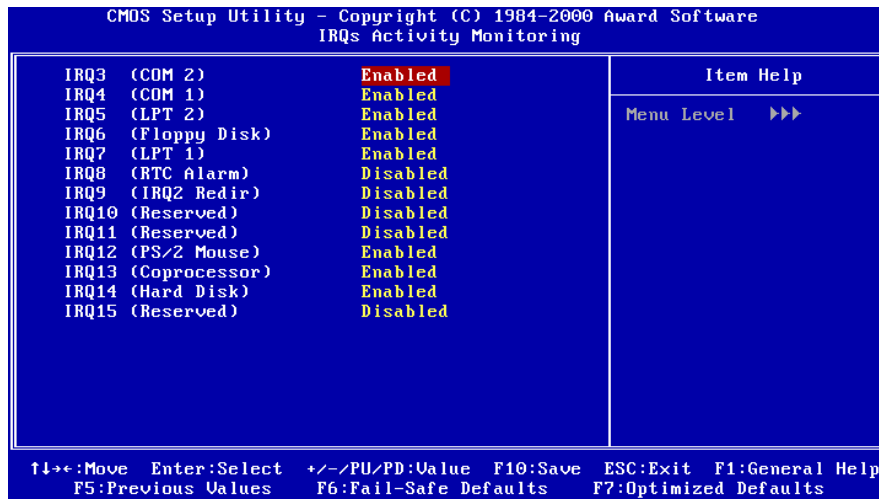 CMOS Setup Utility - Copyright (C) 1984-2000 Award Software
IRQs Activity Monitoring
IRQ3 (COM 2) Enabled
IRQ4 (COM 1) Enabled
IRQ5 (LPT 2) Enabled
IRQ6 (Floppy Disk) Enabled
IRQ7 (LPT 1) Enabled
IRQ8 (RTC Alarm) Disabled
IRQ9 (IRQ2 Redir) Disabled
IRQ10 (Reserved) Disabled
IRQ11 (Reserved) Disabled
IRQ12 (PS/2 Mouse) Enabled
IRQ13 (Coprocessor) Enabled
IRQ14 (Hard Disk) Enabled
IRQ15 (Reserved) Disabled
Item Help
Menu Level ▶▶▶
↑↓→←:Move Enter:Select +/-/PU/PD:Value F10:Save ESC:Exit F1:General Help
F5:Previous Values F6:Fail-Safe Defaults F7:Optimized Defaults